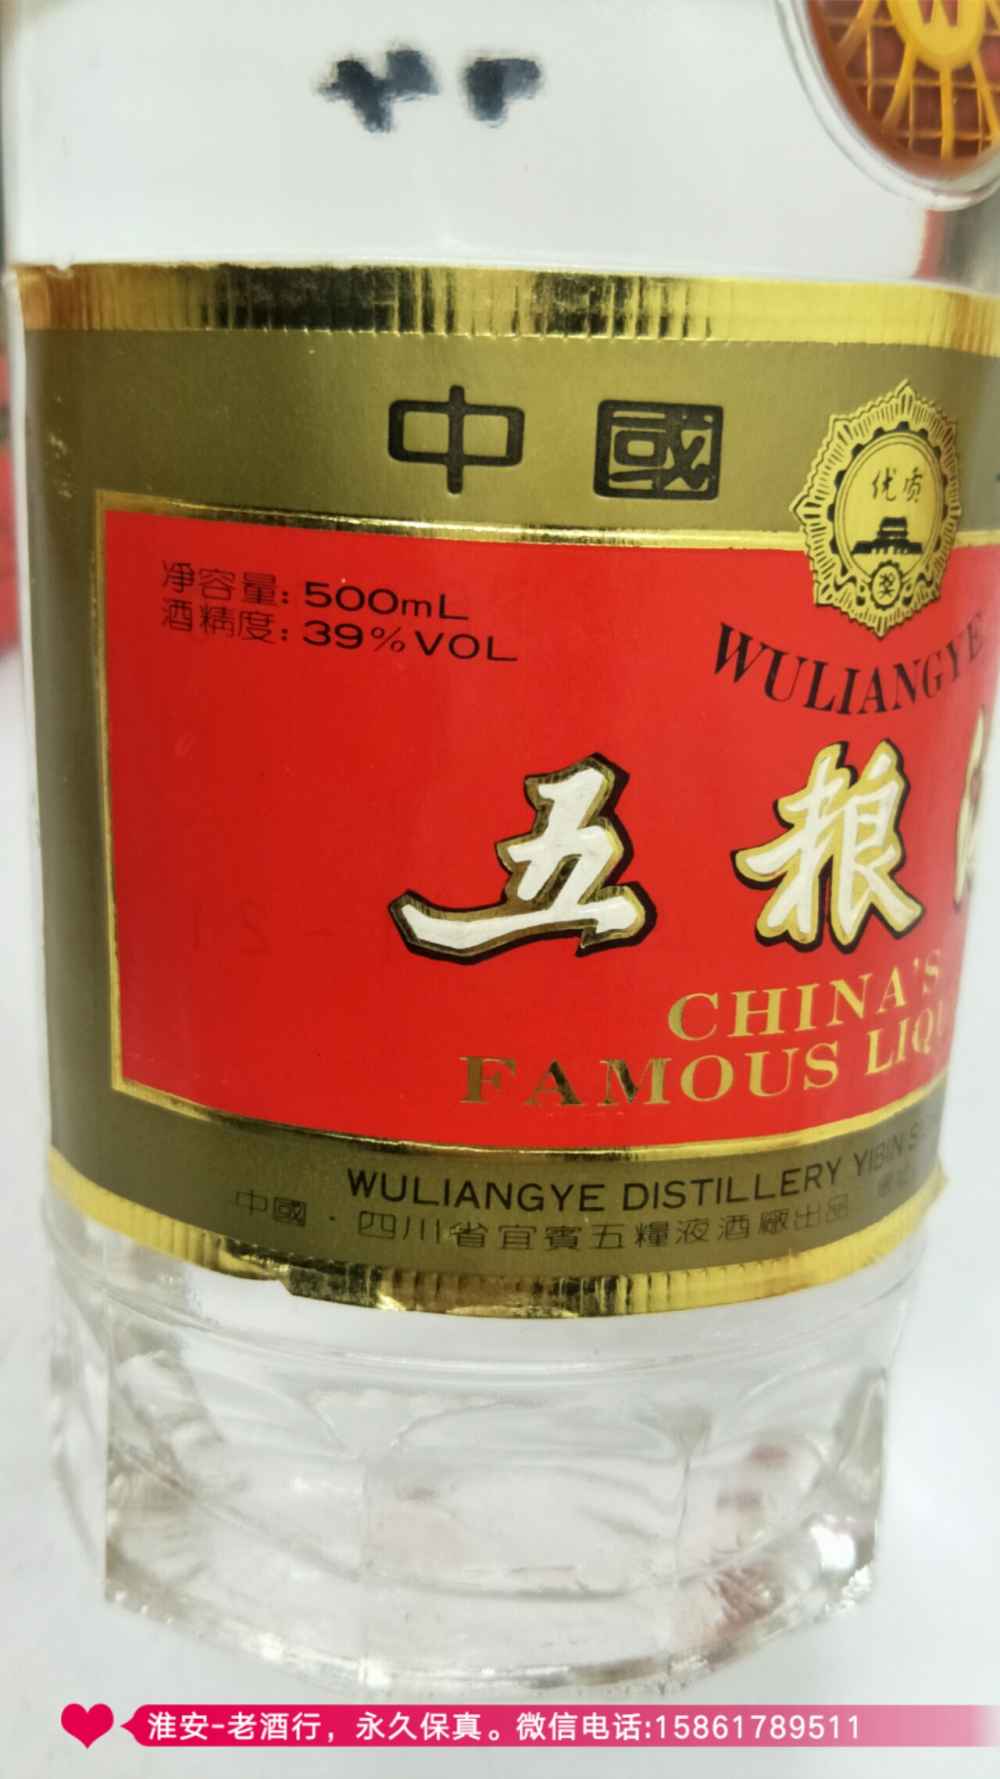 W
中國
优质
奖
净容量: 500mL
酒精度: 39%VOL
WULIANGYE
五粮
CHINA'S
FAMOUS LIQU
WULIANGYE DISTILLERY YIBIN S
中國·四川省宜賓五糧液酒廠出品
淮安-老酒行，永久保真。微信电话:15861789511